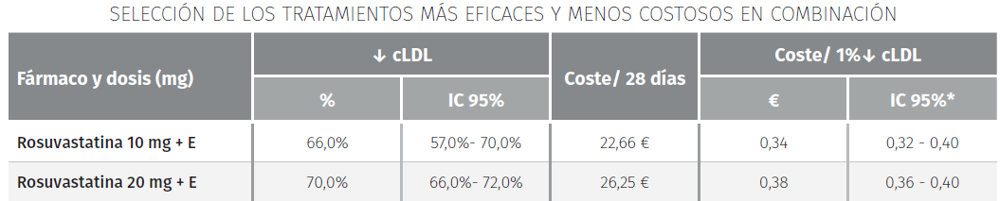 SELECCIÓN DE LOS TRATAMIENTOS MÁS EFICACES Y MENOS COSTOSOS EN COMBINACIÓN
Fármaco y dosis (mg) ↓ cLDL Coste/ 28 días Coste/ 1%↓ cLDL
% IC 95% € IC 95%*
Rosuvastatina 10 mg + E 66,0% 57,0%- 70,0% 22,66 € 0,34 0,32 - 0,40
Rosuvastatina 20 mg + E 70,0% 66,0%- 72,0% 26,25 € 0,38 0,36 - 0,40